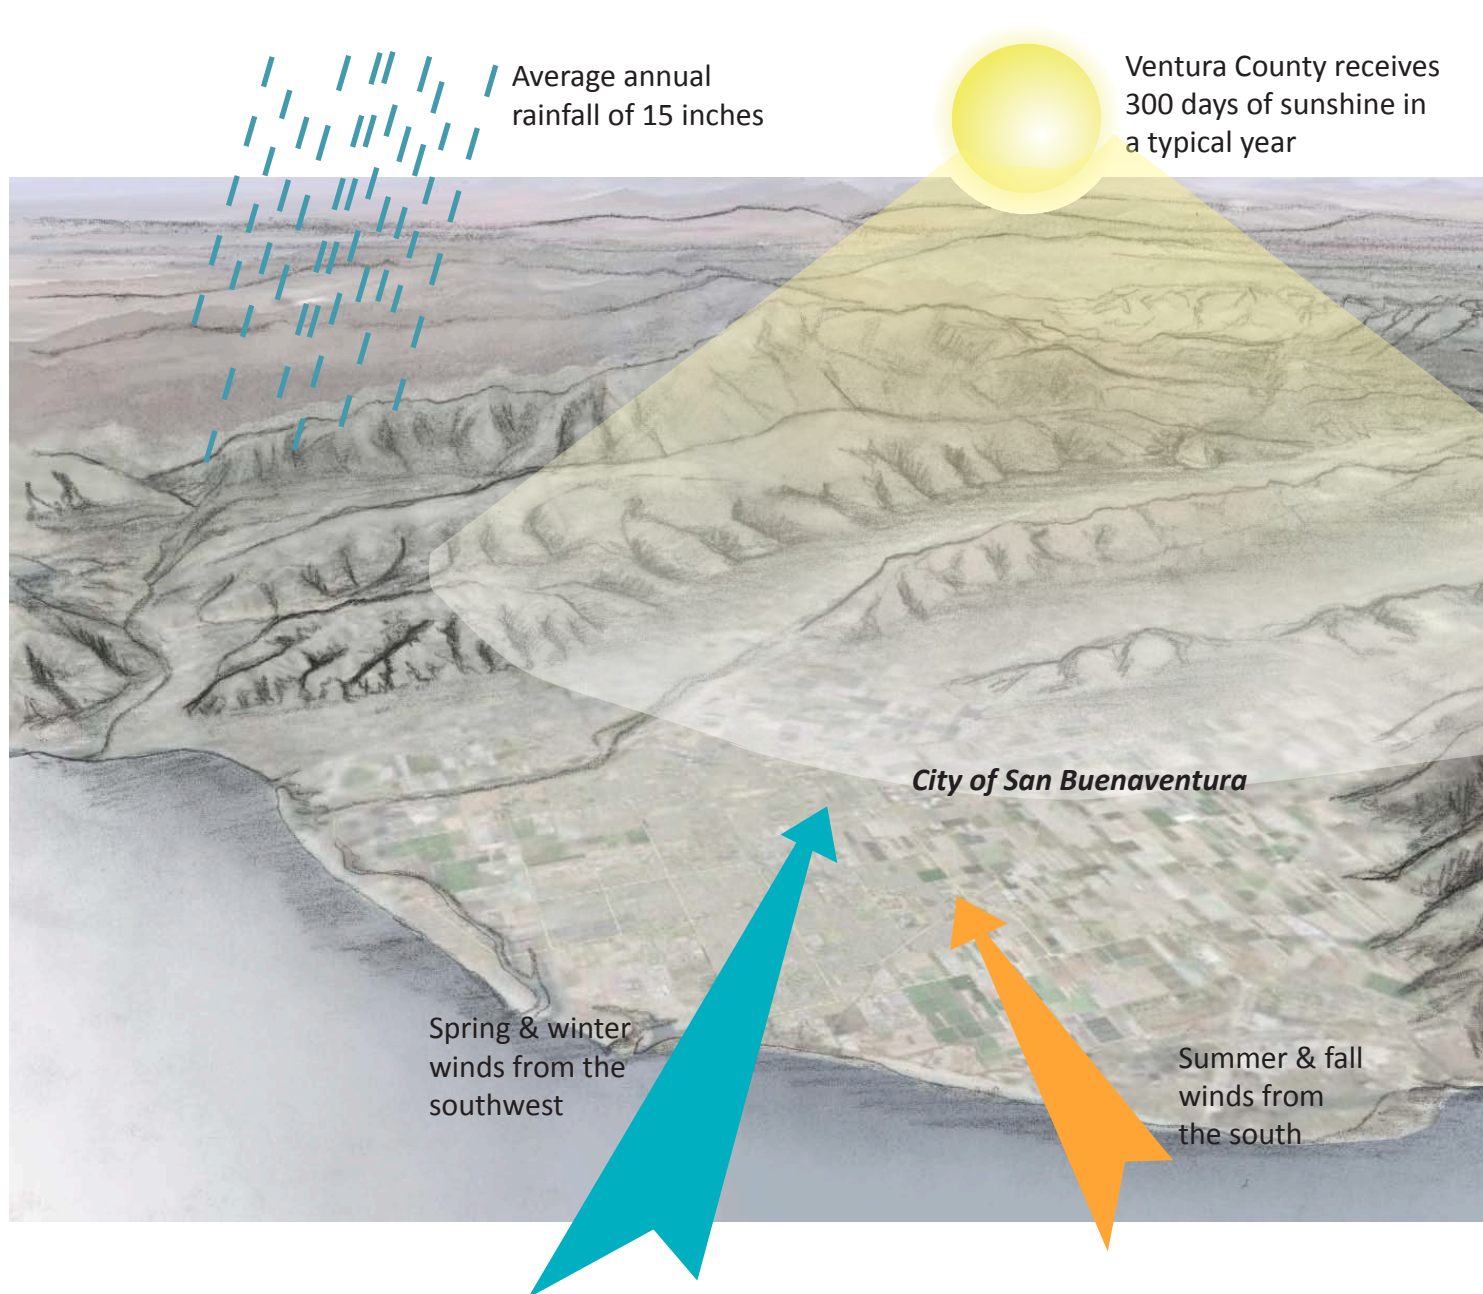 Average annual
rainfall of 15 inches
Ventura County receives
300 days of sunshine in
a typical year
City of San Buenaventura
Spring & winter
winds from the
southwest
Summer & fall
winds from
the south